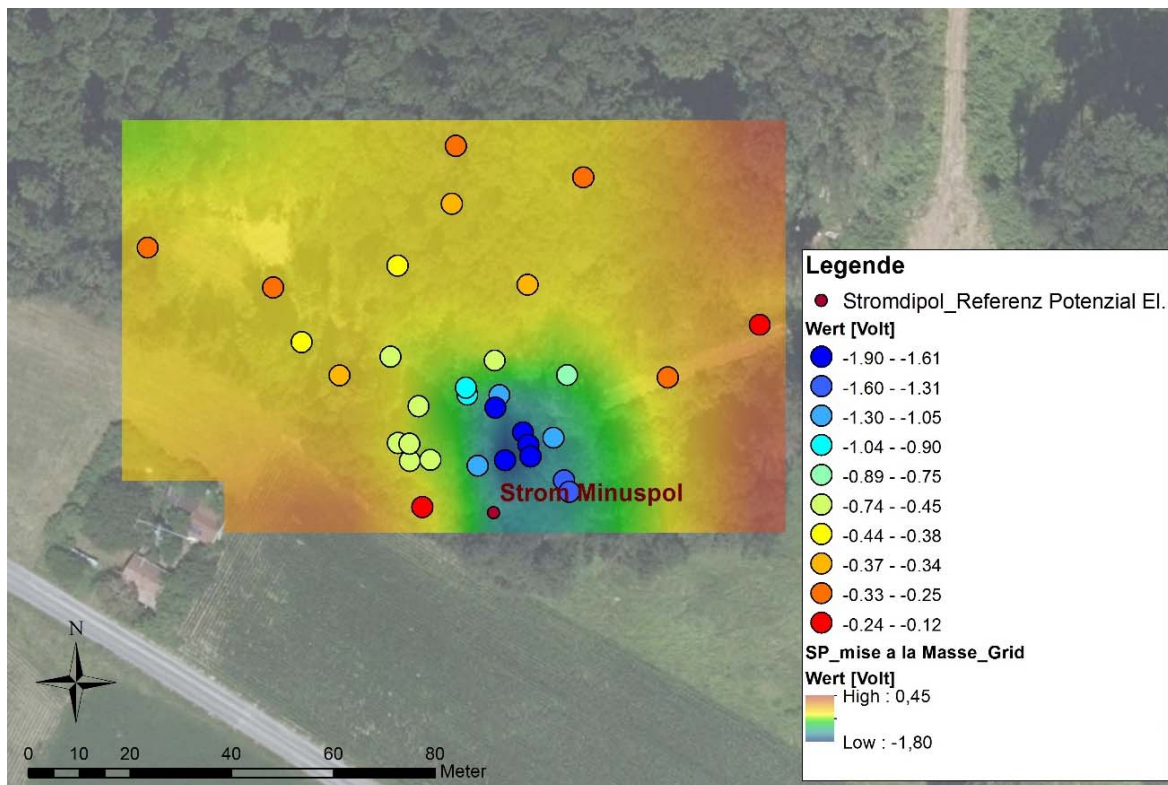 Strom Minuspol
N
0 10 20 40 60 80
Meter
Legende
Stromdipol_Referenz Potenzial El.
Wert [Volt]
-1.90 - -1.61
-1.60 - -1.31
-1.30 - -1.05
-1.04 - -0.90
-0.89 - -0.75
-0.74 - -0.45
-0.44 - -0.38
-0.37 - -0.34
-0.33 - -0.25
-0.24 - -0.12
SP_mise a la Masse_Grid
Wert [Volt]
High : 0,45
Low : -1,80